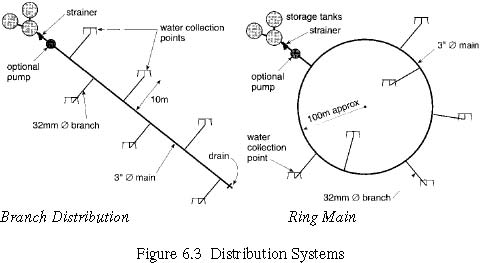 strainer
water collection
points
optional
pump
10m
32mm Ø branch
3" Ø main
drain
Branch Distribution
storage tanks
strainer
3" Ø main
optional
pump
100m approx
water
collection
point
32mm Ø branch
Ring Main
Figure 6.3 Distribution Systems